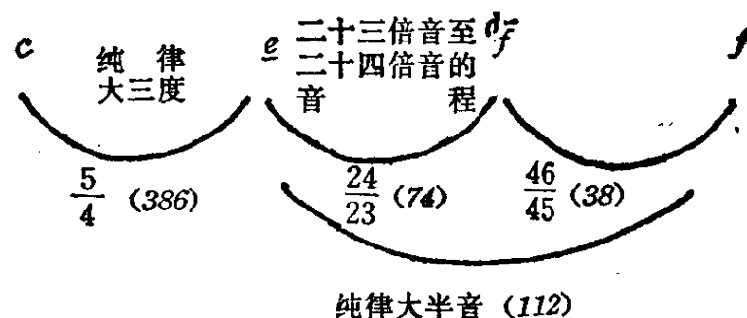 c e 二十三倍音至 f f
纯律 二十四倍音的
大三度 音程
5/4 (386) 24/23 (74) 46/45 (38)
纯律大半音 (112)